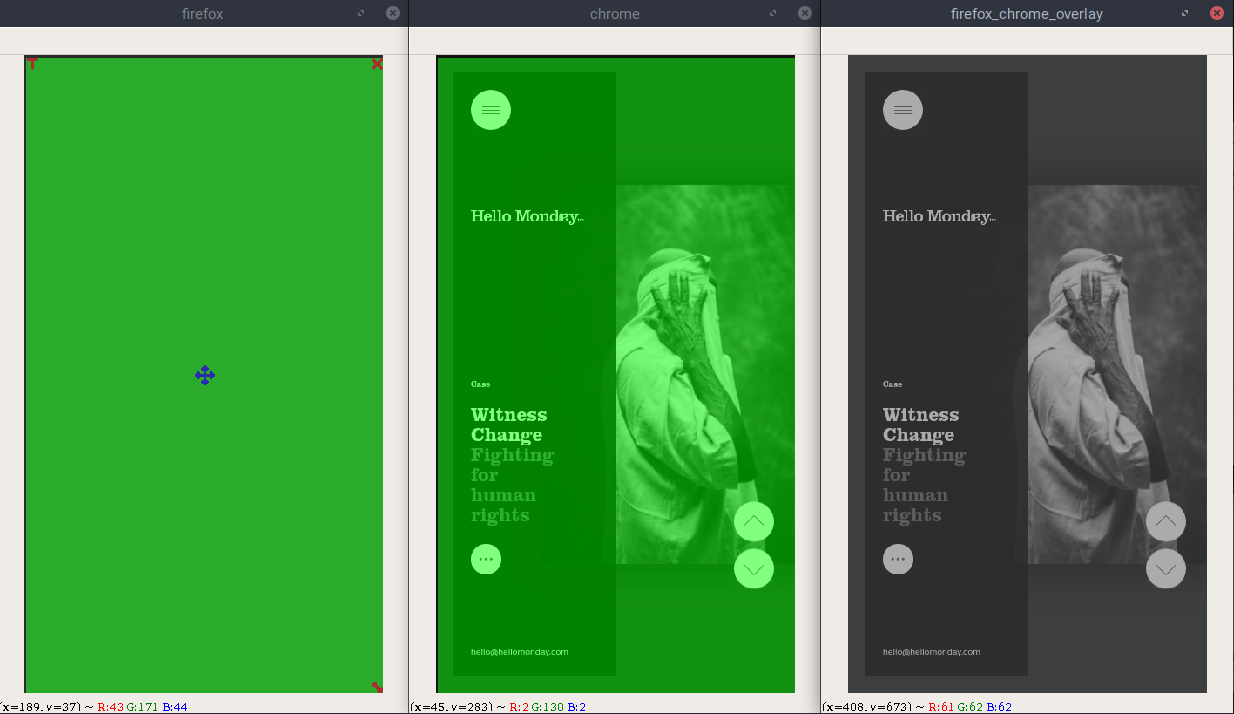 firefox
chrome
firefox_chrome_overlay
Hello Monday
Case
Witness
Change
Fighting
for
human
rights
hello@hellomonday.com
Hello Monday
Case
Witness
Change
Fighting
for
human
rights
hello@hellomonday.com
(x=189, y=37) ~ R:43 G:171 B:44
(x=45, y=283) ~ R:2 G:130 B:2
(x=408, y=673) ~ R:61 G:62 B:62